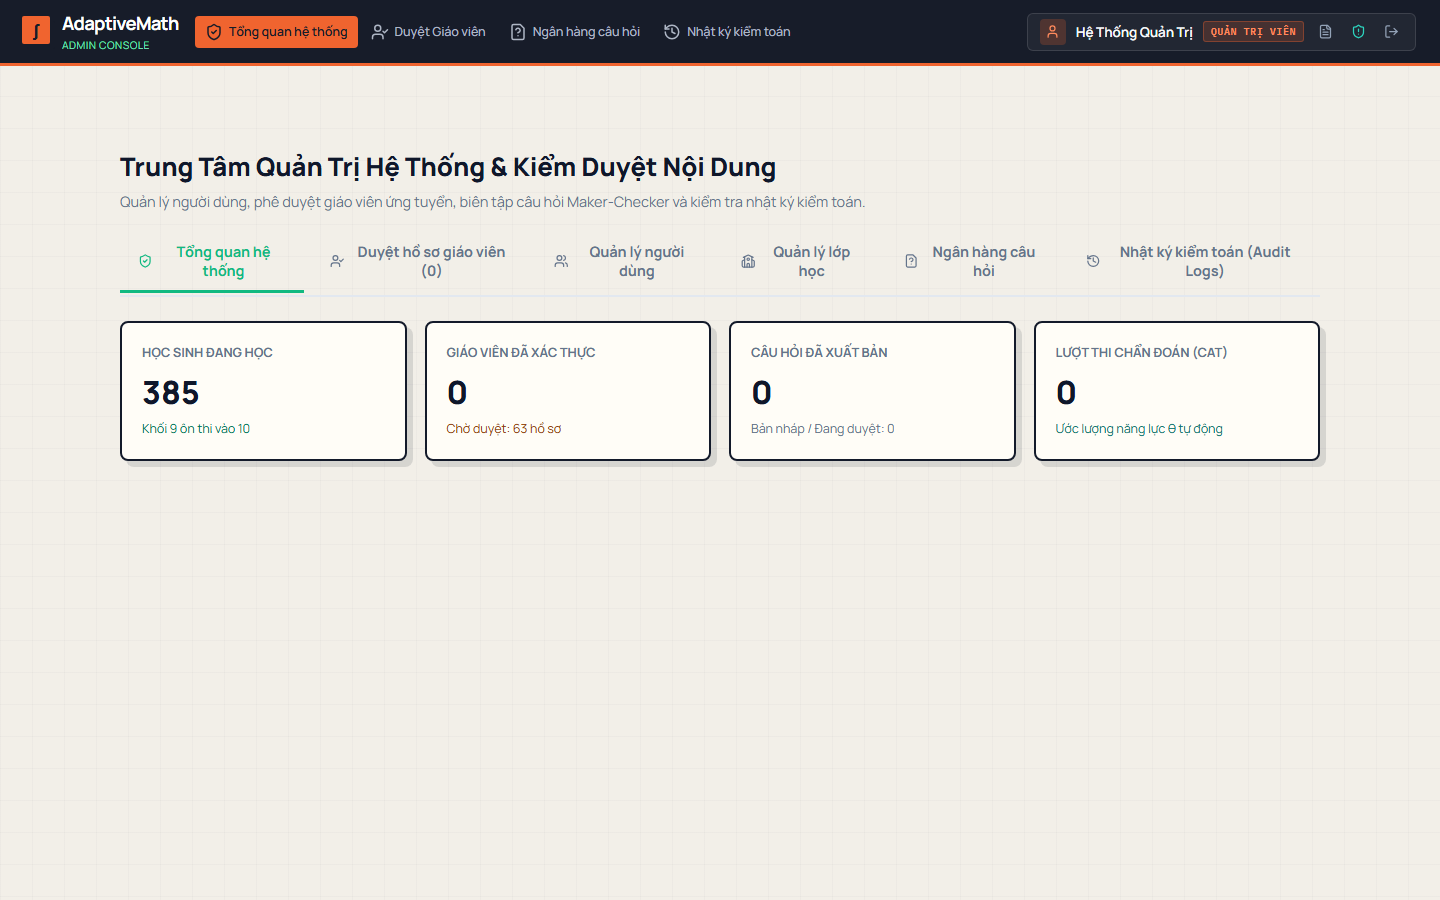 AdaptiveMath
ADMIN CONSOLE
Tổng quan hệ thống
Duyệt Giáo viên
Ngân hàng câu hỏi
Nhật ký kiểm toán
Hệ Thống Quản Trị
QUẢN TRỊ VIÊN
Trung Tâm Quản Trị Hệ Thống & Kiểm Duyệt Nội Dung
Quản lý người dùng, phê duyệt giáo viên ứng tuyển, biên tập câu hỏi Maker-Checker và kiểm tra nhật ký kiểm toán.
Tổng quan hệ
thống
Duyệt hồ sơ giáo viên
(0)
Quản lý người
dùng
Quản lý lớp
học
Ngân hàng câu
hỏi
Nhật ký kiểm toán (Audit
Logs)
HỌC SINH ĐANG HỌC
385
Khối 9 ôn thi vào 10
GIÁO VIÊN ĐÃ XÁC THỰC
0
Chờ duyệt: 63 hồ sơ
CÂU HỎI ĐÃ XUẤT BẢN
0
Bản nháp / Đang duyệt: 0
LƯỢT THI CHẨN ĐOÁN (CAT)
0
Ước lượng năng lực θ tự động